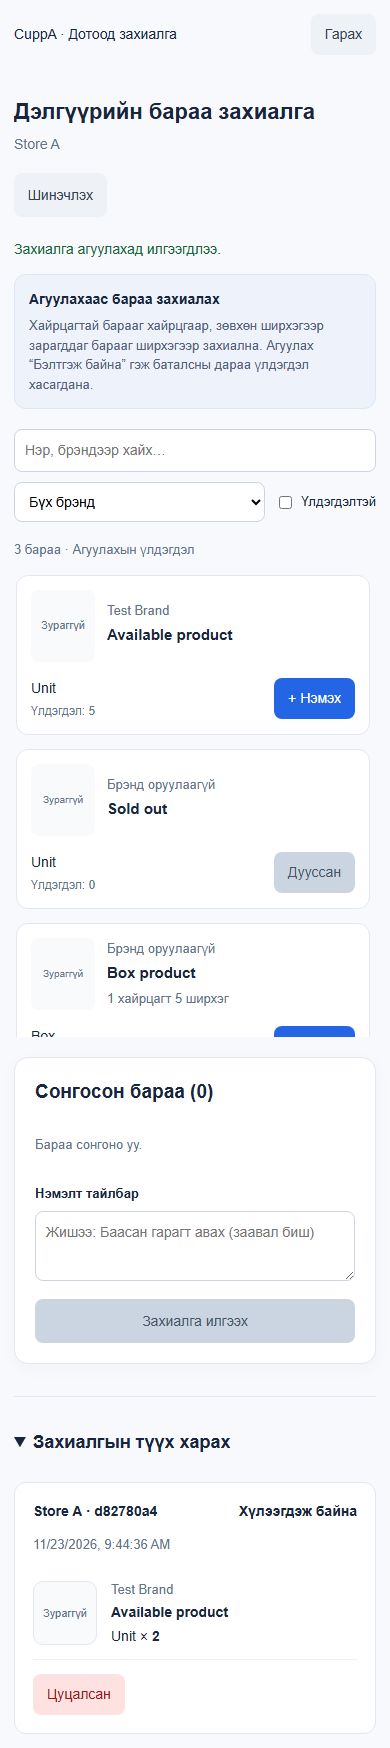 CuppA · Дотоод захиалга
Гарах
Дэлгүүрийн бараа захиалга
Store A
Шинэчлэх
Захиалга агуулахад илгээгдлээ.
Агуулахаас бараа захиалах
Хайрцагтай барааг хайрцгаар, зөвхөн ширхэгээр
зарагддаг барааг ширхэгээр захиална. Агуулах
“Бэлтгэж байна” гэж баталсны дараа үлдэгдэл
хасагдана.
Нэр, брэндээр хайх…
Бүх брэнд
Үлдэгдэлтэй
3 бараа · Агуулахын үлдэгдэл
Зураггүй
Test Brand
Available product
Unit
Үлдэгдэл: 5
+ Нэмэх
Зураггүй
Брэнд оруулаагүй
Sold out
Unit
Үлдэгдэл: 0
Дууссан
Зураггүй
Брэнд оруулаагүй
Box product
1 хайрцагт 5 ширхэг
Box
Сонгосон бараа (0)
Бараа сонгоно уу.
Нэмэлт тайлбар
Жишээ: Баасан гарагт авах (заавал биш)
Захиалга илгээх
▼ Захиалгын түүх харах
Store A · d82780a4
Хүлээгдэж байна
11/23/2026, 9:44:36 AM
Зураггүй
Test Brand
Available product
Unit × 2
Цуцалсан